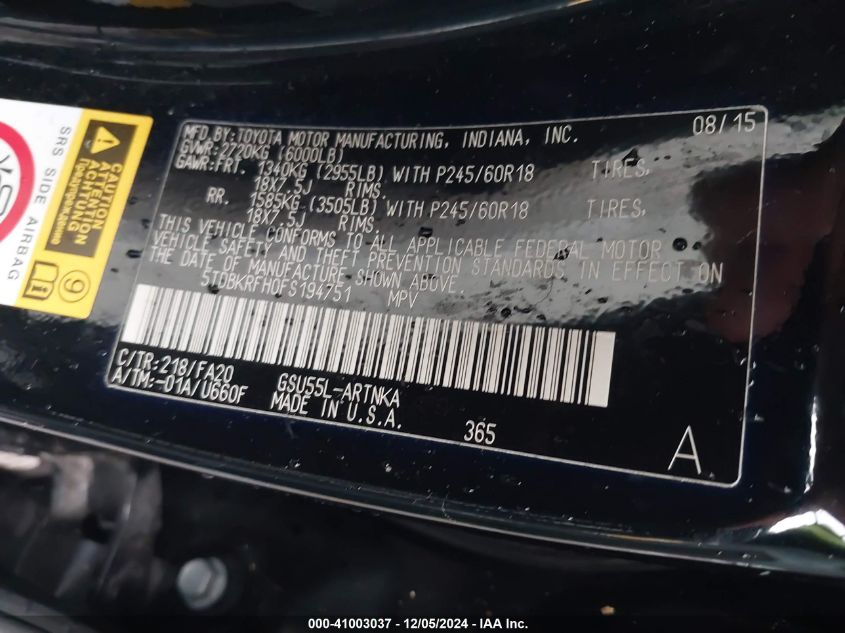 MFD.BY:TOYOTA MOTOR MANUFACTURING, INDIANA, INC. 08/15
GVWR:2720KG (6000LB)
GAWR:FRT. 1340KG (2955LB) WITH P245/60R18 TIRES,
18X7.5J RIMS.
RR. 1585KG (3505LB) WITH P245/60R18 TIRES,
18X7.5J RIMS.
THIS VEHICLE CONFORMS TO ALL APPLICABLE FEDERAL MOTOR
VEHICLE SAFETY AND THEFT PREVENTION STANDARDS IN EFFECT ON
THE DATE OF MANUFACTURE SHOWN ABOVE.
5TDBKRFH0FS194751 MPV
C/TR:218/FA20 GSU55L-ARTNKA
A/TM:-01A/U660F MADE IN U.S.A.
365
A
CAUTION
ATTENTION
ACHTUNG
SRS SIDE AIRBAG
000-41003037 - 12/05/2024 - IAA Inc.